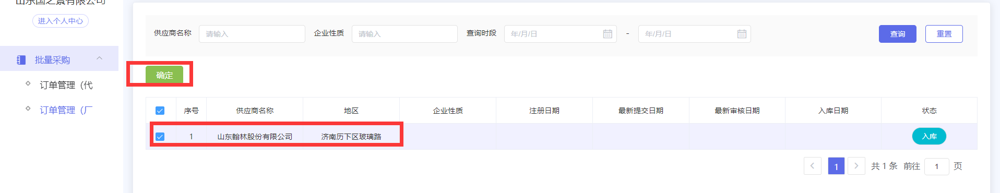 山东国之景有限公司
进入个人中心
批量采购
订单管理（代
订单管理（厂
供应商名称 请输入 企业性质 请输入 查询时段 年/月/日 - 年/月/日 查询 重置
确定
序号 供应商名称 地区 企业性质 注册日期 最新提交日期 最新审核日期 入库日期 状态
1 山东翰林股份有限公司 济南历下区玻璃路 入库
1 共 1 条 前往 1 页